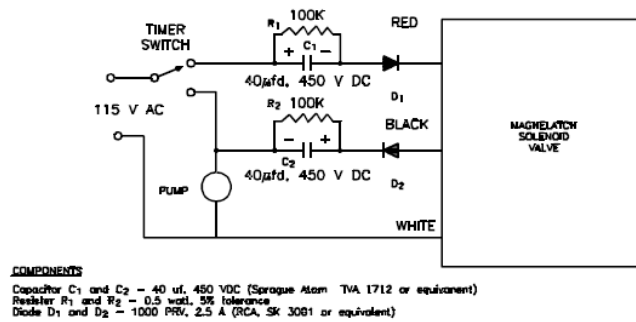 TIMER
SWITCH
R1 100K
+ C1 −
40µfd, 450 V DC
RED
D1
115 V AC
R2 100K
− C2 +
40µfd, 450 V DC
BLACK
D2
PUMP
WHITE
MAGNELATCH
SOLENOID
VALVE
COMPONENTS
Capacitor C1 and C2 – 40 uf, 450 VDC (Sprague Atom TVA 1712 or equivanent)
Resister R1 and R2 – 0.5 watt, 5% tolerance
Diode D1 and D2 – 1000 PRV, 2.5 A (RCA, SK 3081 or equivalent)